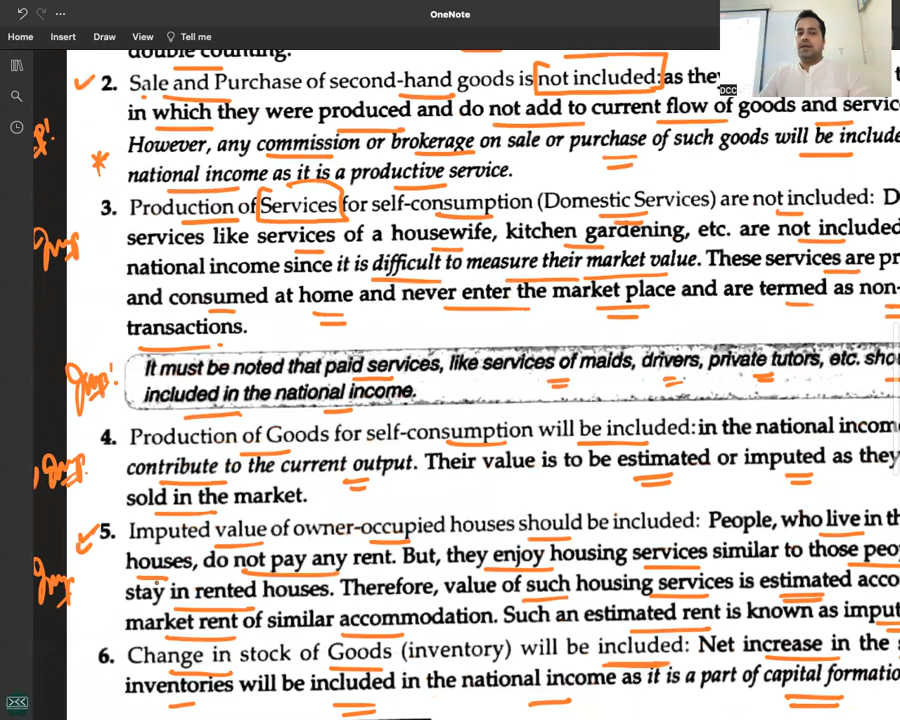 OneNote
Home Insert Draw View Tell me
double counting.
2. Sale and Purchase of second-hand goods is not included: as they
in which they were produced and do not add to current flow of goods and servic
However, any commission or brokerage on sale or purchase of such goods will be include
national income as it is a productive service.
3. Production of Services for self-consumption (Domestic Services) are not included: D
services like services of a housewife, kitchen gardening, etc. are not included
national income since it is difficult to measure their market value. These services are pr
and consumed at home and never enter the market place and are termed as non-
transactions.
It must be noted that paid services, like services of maids, drivers, private tutors, etc. sho
included in the national income.
4. Production of Goods for self-consumption will be included: in the national incom
contribute to the current output. Their value is to be estimated or imputed as they
sold in the market.
5. Imputed value of owner-occupied houses should be included: People, who live in th
houses, do not pay any rent. But, they enjoy housing services similar to those peo
stay in rented houses. Therefore, value of such housing services is estimated acco
market rent of similar accommodation. Such an estimated rent is known as imput
6. Change in stock of Goods (inventory) will be included: Net increase in the s
inventories will be included in the national income as it is a part of capital formatio